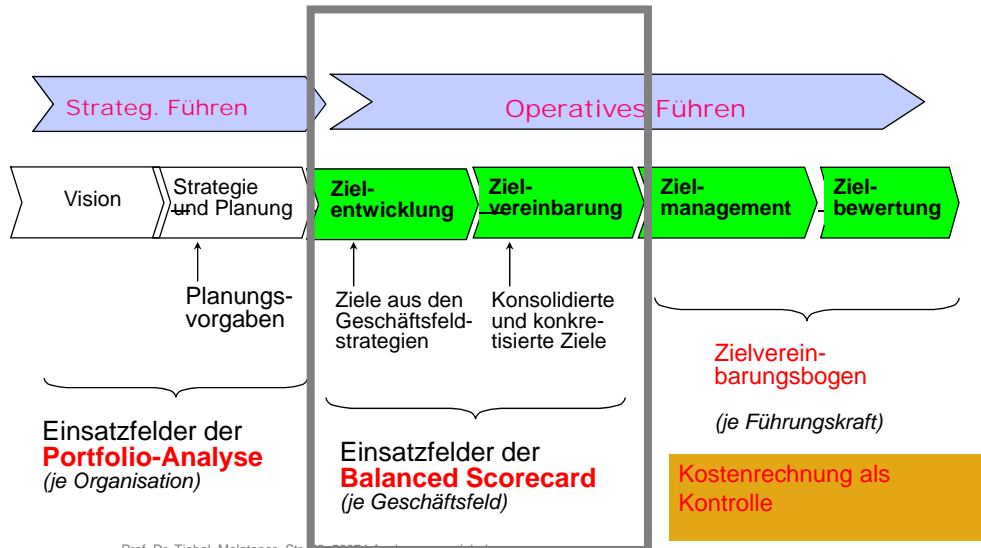 Strateg. Führen
Operatives Führen
Vision
Strategie
und Planung
Ziel-
entwicklung
Ziel-
vereinbarung
Ziel-
management
Ziel-
bewertung
Planungs-
vorgaben
Ziele aus den
Geschäftsfeld-
strategien
Konsolidierte
und konkre-
tisierte Ziele
Zielverein-
barungsbogen
(je Führungskraft)
Einsatzfelder der
Portfolio-Analyse
(je Organisation)
Einsatzfelder der
Balanced Scorecard
(je Geschäftsfeld)
Kostenrechnung als
Kontrolle